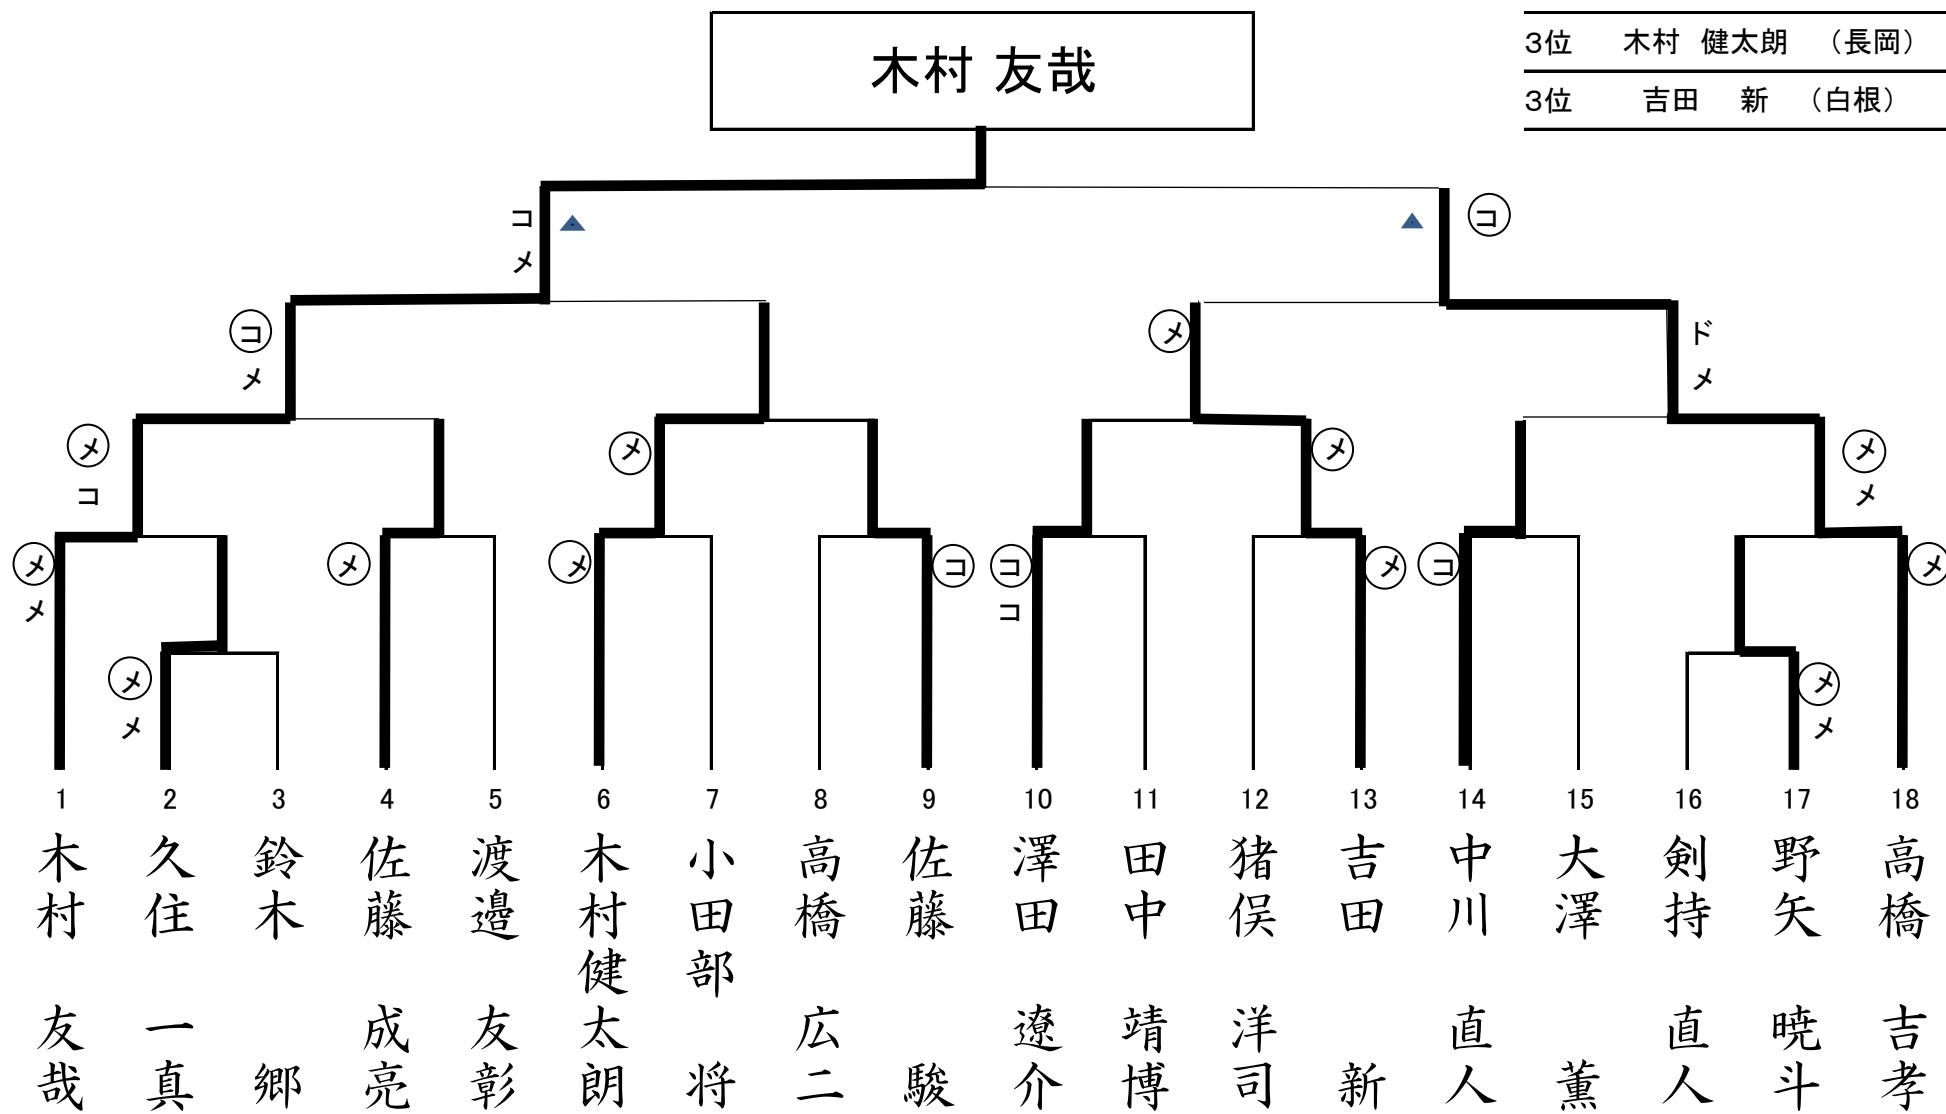 木村 友哉
3位 木村 健太朗 （長岡）
3位 吉田 新 （白根）
コ
メ
コ
コ
メ
メ
ド
メ
メ
コ
メ
メ
メ
メ
メ
メ
メ
メ
コ
コ
コ
メ
コ
メ
メ
メ
メ
メ
1 2 3 4 5 6 7 8 9 10 11 12 13 14 15 16 17 18
木村 友哉
久住 一真
鈴木 郷
佐藤 成亮
渡邉 友彰
木村健太朗
小田部 将
高橋 広二
佐藤 駿
澤田 遼介
田中 靖博
猪俣 洋司
吉田 新
中川 直人
大澤 薫
剣持 直人
野矢 暁斗
高橋 吉孝